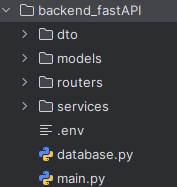 backend_fastAPI
dto
models
routers
services
.env
database.py
main.py